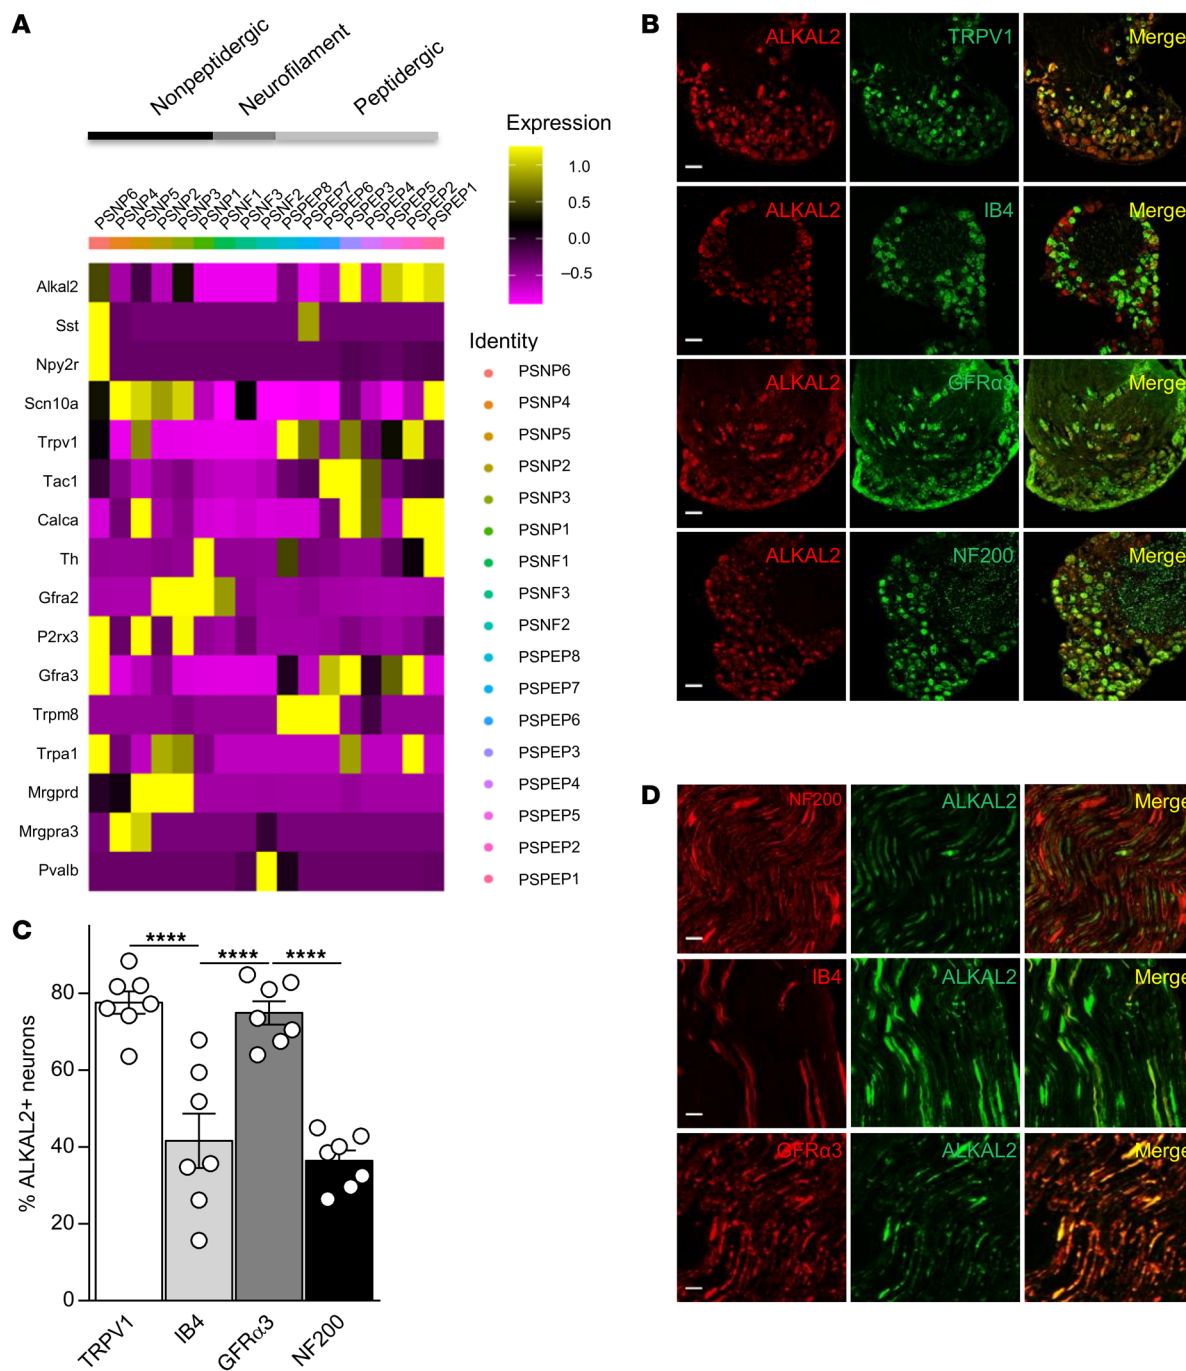 A
Nonpeptidergic
Neurofilament
Peptidergic
Expression
1.0
0.5
0.0
−0.5
PSNP6
PSNP4
PSNP5
PSNP2
PSNP3
PSNP1
PSNF1
PSNF3
PSNF2
PSPEP8
PSPEP7
PSPEP6
PSPEP3
PSPEP4
PSPEP5
PSPEP2
PSPEP1
Alkal2
Sst
Npy2r
Scn10a
Trpv1
Tac1
Calca
Th
Gfra2
P2rx3
Gfra3
Trpm8
Trpa1
Mrgprd
Mrgpra3
Pvalb
Identity
PSNP6
PSNP4
PSNP5
PSNP2
PSNP3
PSNP1
PSNF1
PSNF3
PSNF2
PSPEP8
PSPEP7
PSPEP6
PSPEP3
PSPEP4
PSPEP5
PSPEP2
PSPEP1
B
ALKAL2 TRPV1 Merge
ALKAL2 IB4 Merge
ALKAL2 GFRα3 Merge
ALKAL2 NF200 Merge
C
% ALKAL2+ neurons
80
60
40
20
0
**** **** ****
TRPV1 IB4 GFRα3 NF200
D
NF200 ALKAL2 Merge
IB4 ALKAL2 Merge
GFRα3 ALKAL2 Merge